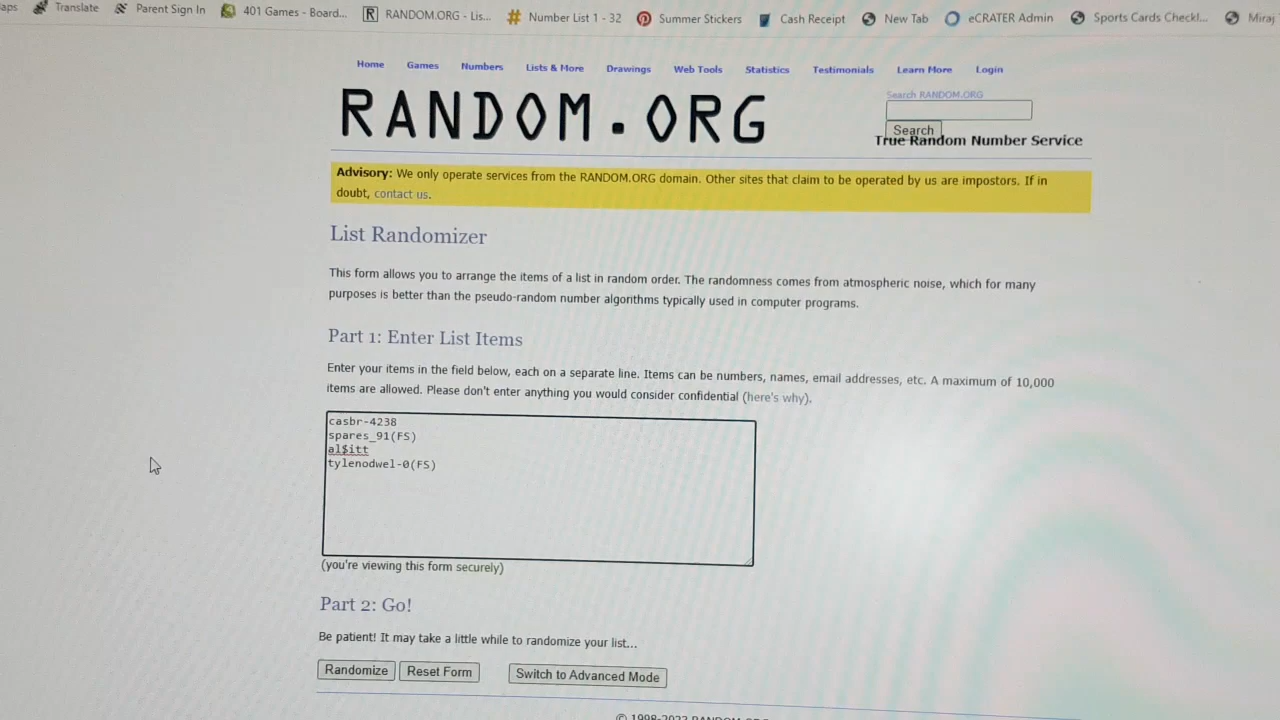 aps Translate Parent Sign In 401 Games - Board... RANDOM.ORG - Lis... Number List 1 - 32 Summer Stickers Cash Receipt New Tab eCRATER Admin Sports Cards Checkl... Miraj
Home Games Numbers Lists & More Drawings Web Tools Statistics Testimonials Learn More Login
RANDOM.ORG
Search RANDOM.ORG
Search
True Random Number Service
Advisory: We only operate services from the RANDOM.ORG domain. Other sites that claim to be operated by us are impostors. If in
doubt, contact us.
List Randomizer
This form allows you to arrange the items of a list in random order. The randomness comes from atmospheric noise, which for many
purposes is better than the pseudo-random number algorithms typically used in computer programs.
Part 1: Enter List Items
Enter your items in the field below, each on a separate line. Items can be numbers, names, email addresses, etc. A maximum of 10,000
items are allowed. Please don't enter anything you would consider confidential (here's why).
casbr-4238
spares_91(FS)
al$itt
tylenodwel-0(FS)
(you're viewing this form securely)
Part 2: Go!
Be patient! It may take a little while to randomize your list...
Randomize Reset Form Switch to Advanced Mode